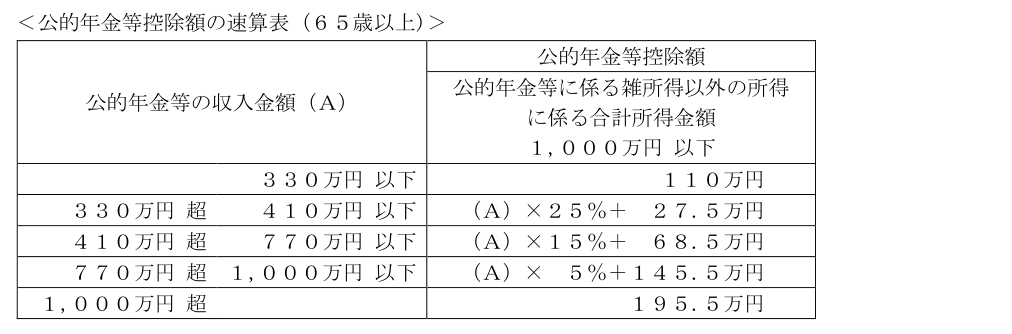 ＜公的年金等控除額の速算表（６５歳以上）＞
公的年金等の収入金額（Ａ）
公的年金等控除額
公的年金等に係る雑所得以外の所得
に係る合計所得金額
１，０００万円 以下
３３０万円 以下 １１０万円
３３０万円 超 ４１０万円 以下 （Ａ）×２５％＋ ２７．５万円
４１０万円 超 ７７０万円 以下 （Ａ）×１５％＋ ６８．５万円
７７０万円 超 １，０００万円 以下 （Ａ）× ５％＋１４５．５万円
１，０００万円 超 １９５．５万円